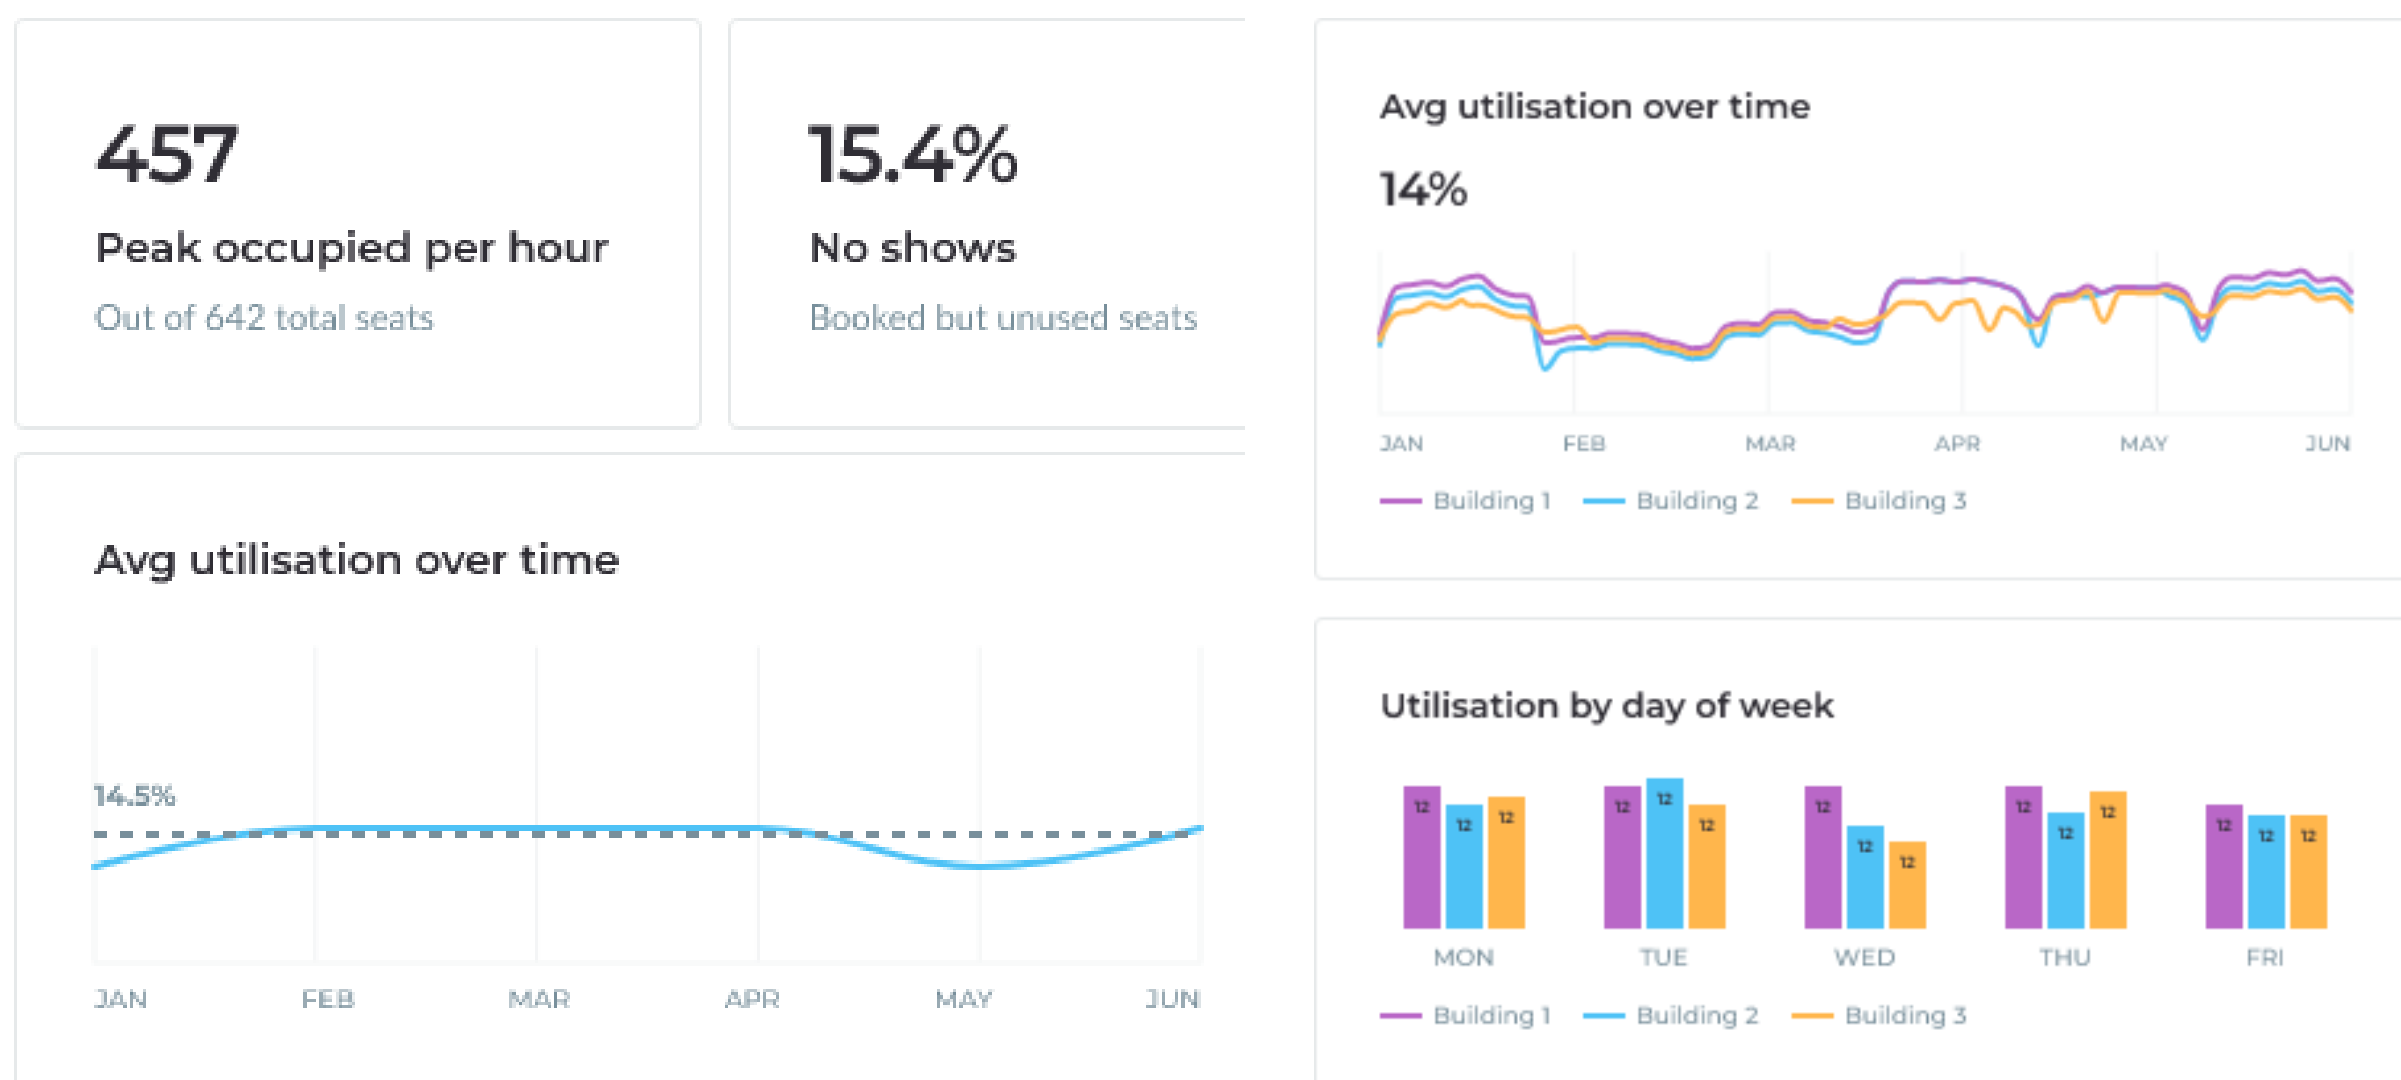 457
Peak occupied per hour
Out of 642 total seats
15.4%
No shows
Booked but unused seats
Avg utilisation over time
14.5%
JAN FEB MAR APR MAY JUN
Avg utilisation over time
14%
JAN FEB MAR APR MAY JUN
Building 1 Building 2 Building 3
Utilisation by day of week
12 12 12 12 12 12 12 12 12 12 12 12 12 12 12
MON TUE WED THU FRI
Building 1 Building 2 Building 3